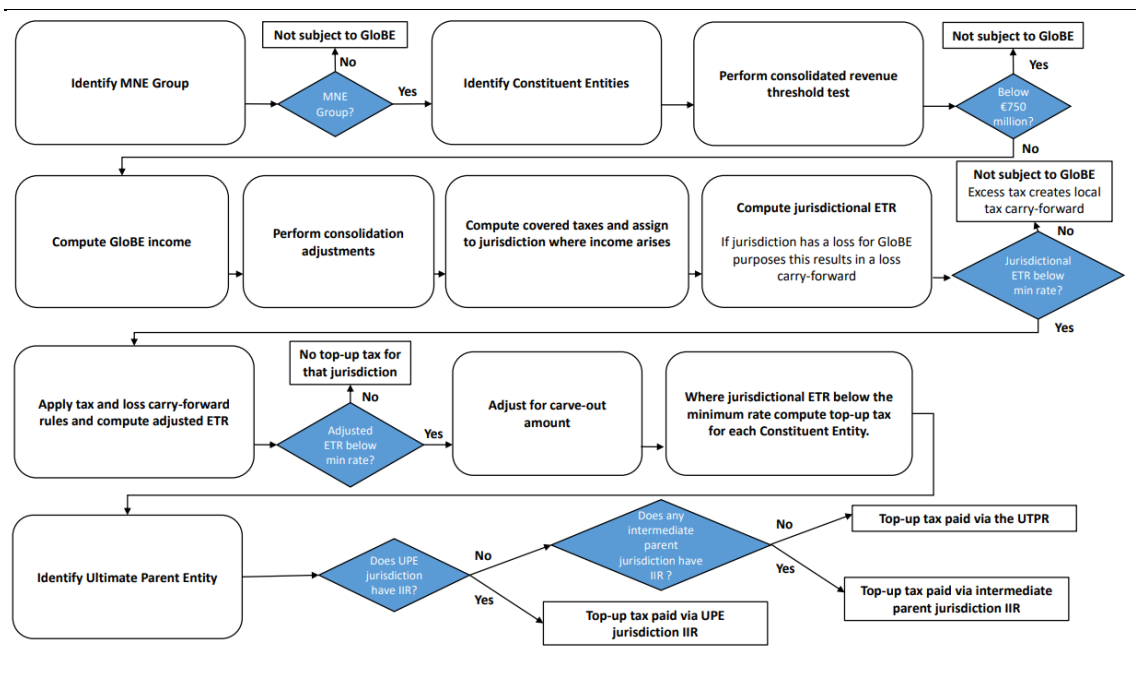 Identify MNE Group
Not subject to GloBE
No
MNE
Group?
Yes
Identify Constituent Entities
Perform consolidated revenue
threshold test
Not subject to GloBE
Yes
Below
€750
million?
No
Compute GloBE income
Perform consolidation
adjustments
Compute covered taxes and assign
to jurisdiction where income arises
Compute jurisdictional ETR
If jurisdiction has a loss for GloBE
purposes this results in a loss
carry-forward
Not subject to GloBE
Excess tax creates local
tax carry-forward
No
Jurisdictional
ETR below
min rate?
Yes
Apply tax and loss carry-forward
rules and compute adjusted ETR
No top-up tax for
that jurisdiction
No
Adjusted
ETR below
min rate?
Yes
Adjust for carve-out
amount
Where jurisdictional ETR below the
minimum rate compute top-up tax
for each Constituent Entity.
Identify Ultimate Parent Entity
Does UPE
jurisdiction
have IIR?
No
Yes
Top-up tax paid via UPE
jurisdiction IIR
Does any
intermediate
parent
jurisdiction have
IIR ?
No
Top-up tax paid via the UTPR
Yes
Top-up tax paid via intermediate
parent jurisdiction IIR